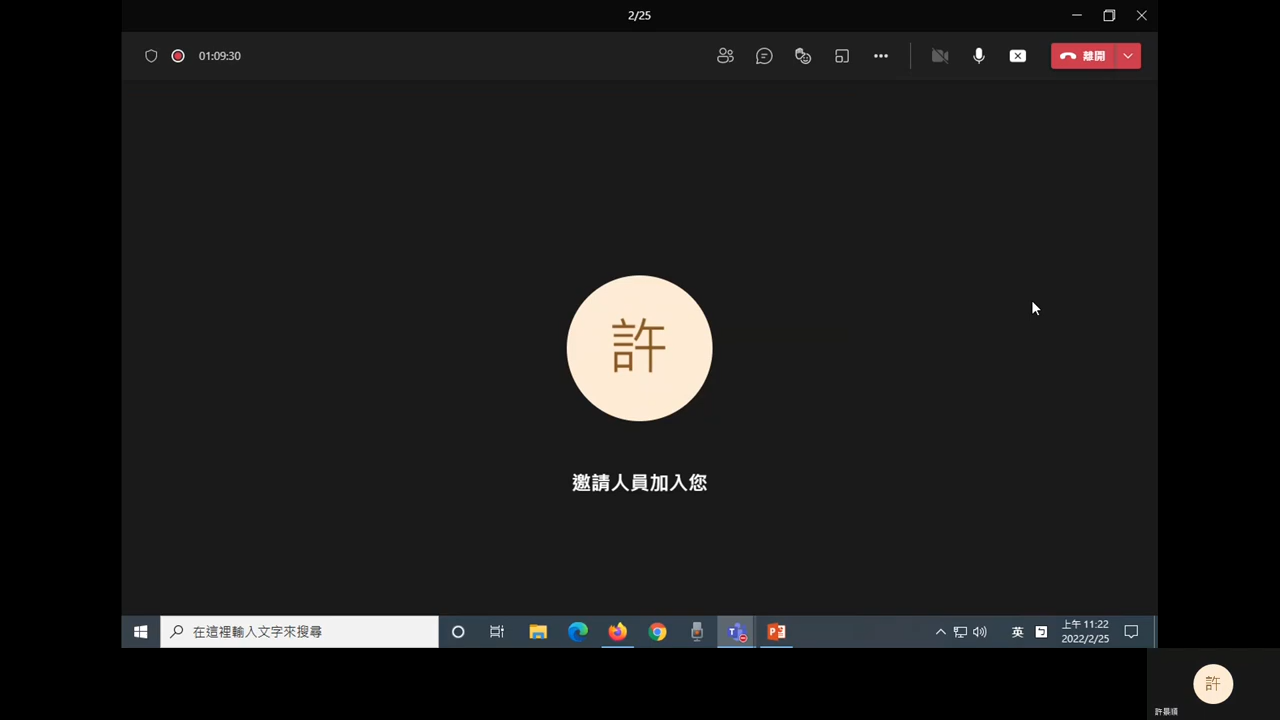 2/25
01:09:30
離開
許
邀請人員加入您
在這裡輸入文字來搜尋
英
上午 11:22
2022/2/25
許